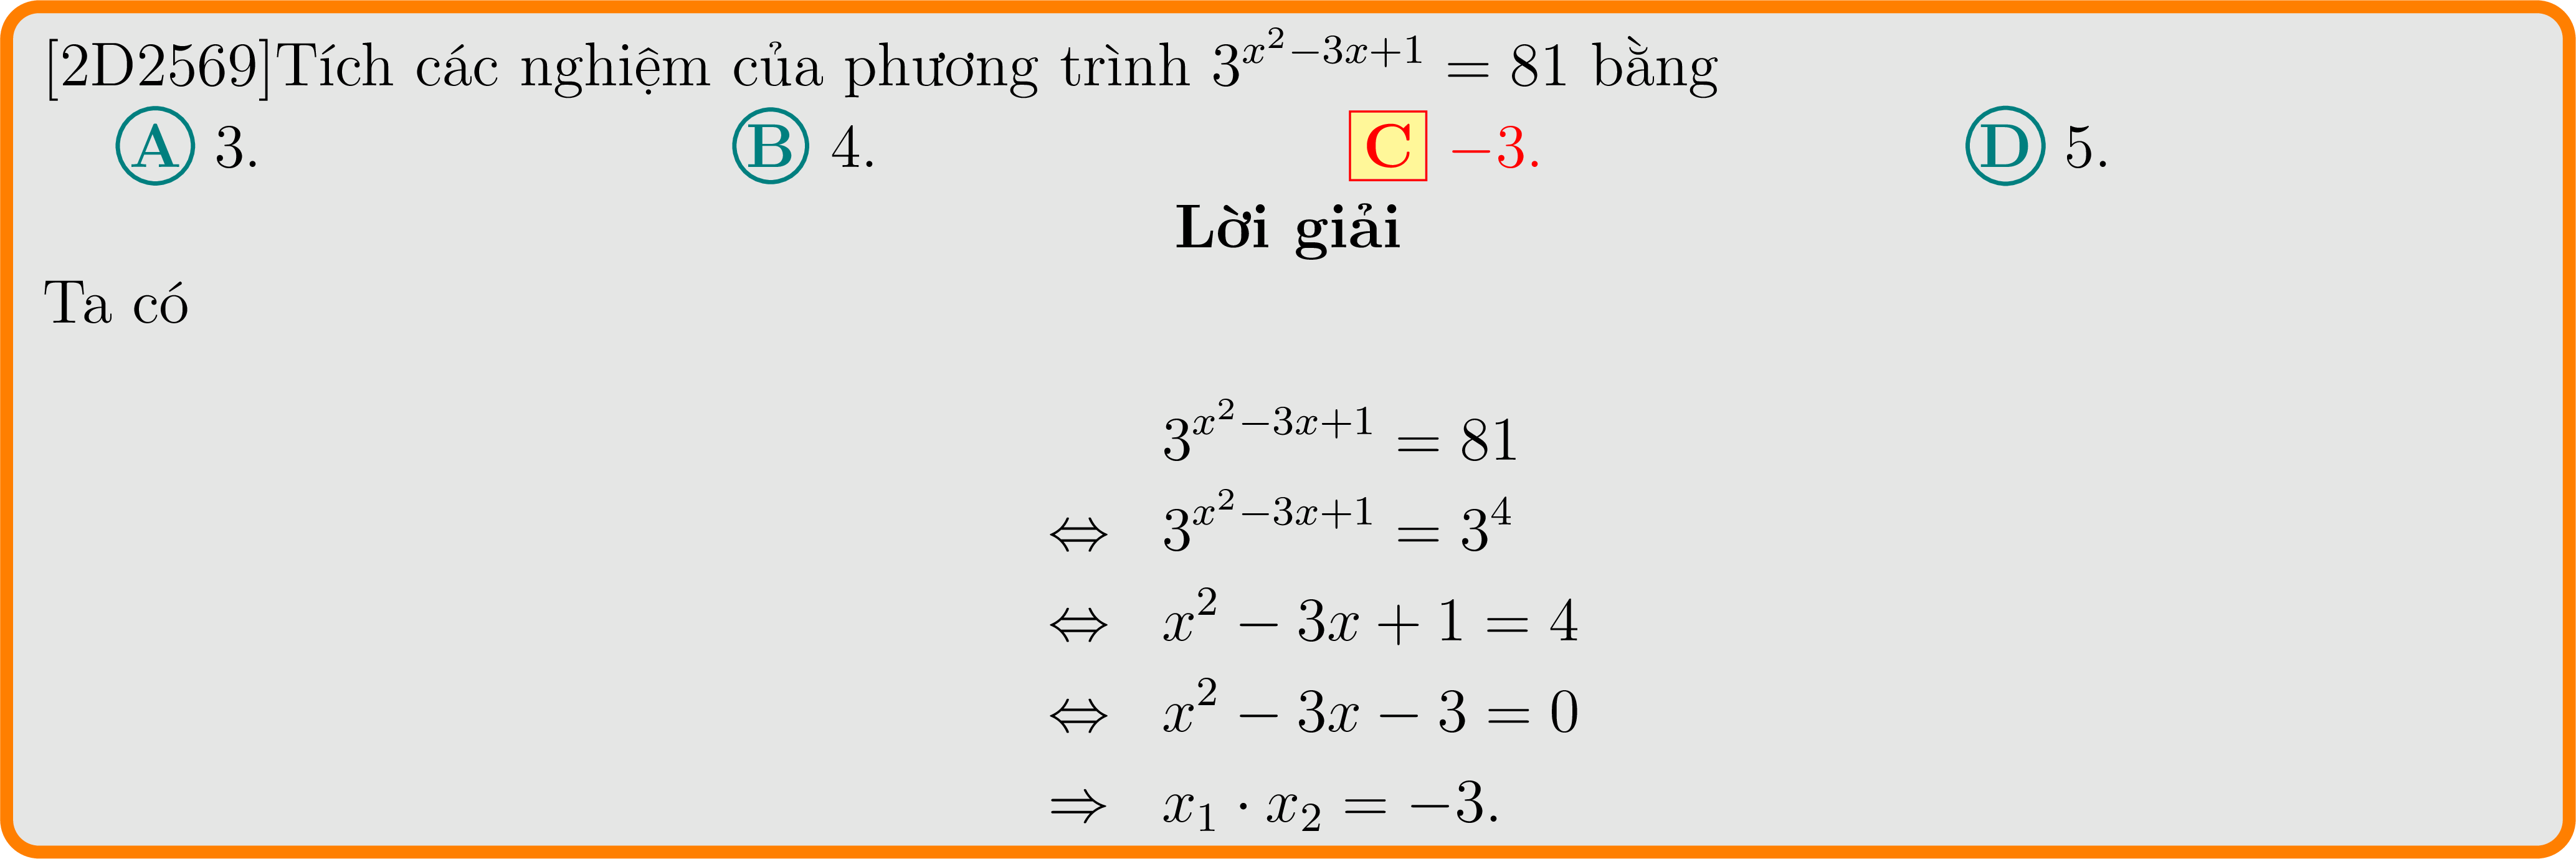 [2D2569]Tích các nghiệm của phương trình $3^{x^2-3x+1} = 81$ bằng
A 3. B 4. C −3. D 5.
Lời giải
Ta có
$3^{x^2-3x+1} = 81$
$\Leftrightarrow 3^{x^2-3x+1} = 3^4$
$\Leftrightarrow x^2 - 3x + 1 = 4$
$\Leftrightarrow x^2 - 3x - 3 = 0$
$\Rightarrow x_1 \cdot x_2 = -3.$